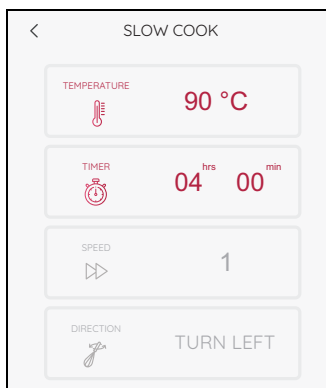 SLOW COOK
TEMPERATURE
90 °C
TIMER
04 hrs 00 min
SPEED
1
DIRECTION
TURN LEFT